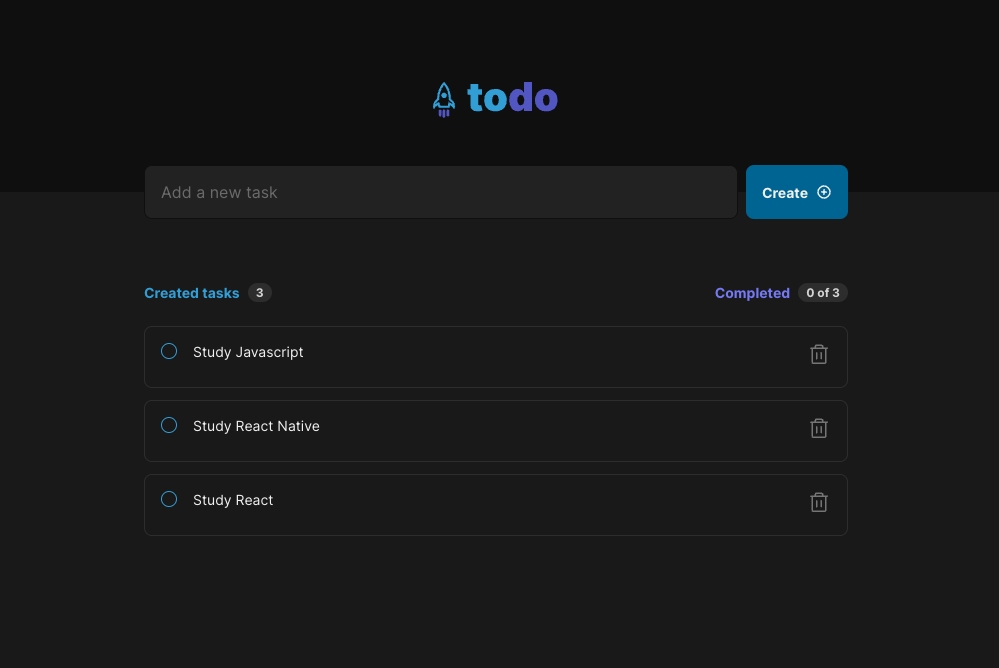 todo
Add a new task
Create
Created tasks 3
Completed 0 of 3
Study Javascript
Study React Native
Study React